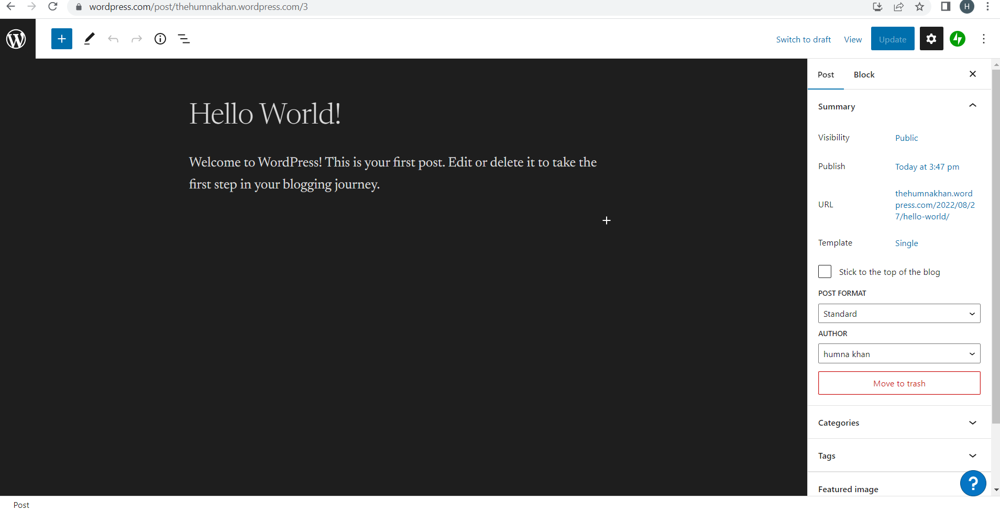 wordpress.com/post/thehumnakhan.wordpress.com/3
H
Switch to draft
View
Update
Post
Block
Hello World!
Welcome to WordPress! This is your first post. Edit or delete it to take the
first step in your blogging journey.
Summary
Visibility
Public
Publish
Today at 3:47 pm
URL
thehumnakhan.word
press.com/2022/08/2
7/hello-world/
Template
Single
Stick to the top of the blog
POST FORMAT
Standard
AUTHOR
humna khan
Move to trash
Categories
Tags
Featured image
?
Post